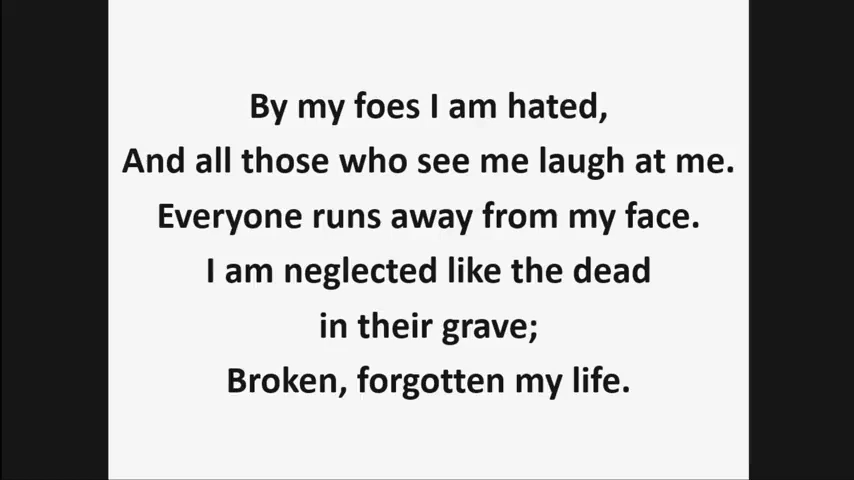 By my foes I am hated,
And all those who see me laugh at me.
Everyone runs away from my face.
I am neglected like the dead
in their grave;
Broken, forgotten my life.